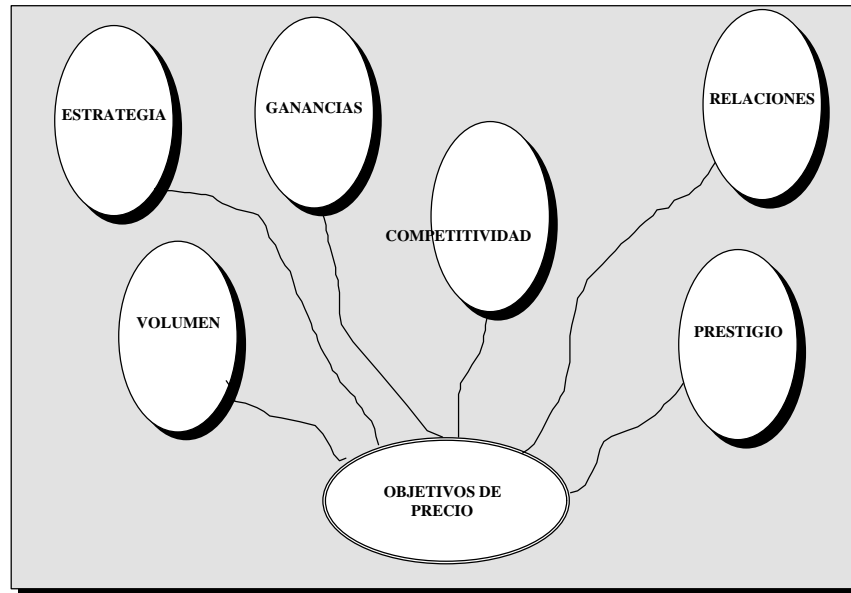 ESTRATEGIA
GANANCIAS
RELACIONES
COMPETITIVIDAD
VOLUMEN
PRESTIGIO
OBJETIVOS DE
PRECIO